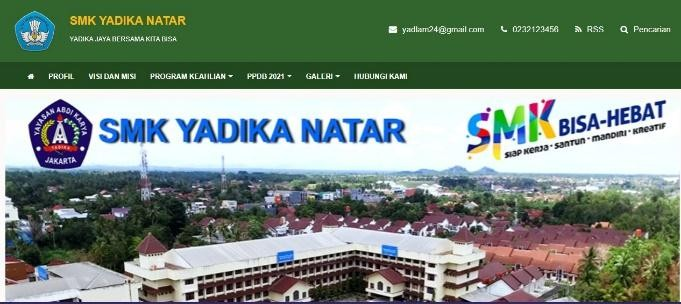 SMK YADIKA NATAR
YADIKA JAYA BERSAMA KITA BISA
yadlam24@gmail.com 0232123456 RSS Pencarian
PROFIL VISI DAN MISI PROGRAM KEAHLIAN PPDB 2021 GALERI HUBUNGI KAMI
YAYASAN ABDI KARYA
YADIKA
JAKARTA
SMK YADIKA NATAR
SMK BISA-HEBAT
SIAP KERJA • SANTUN • MANDIRI • KREATIF